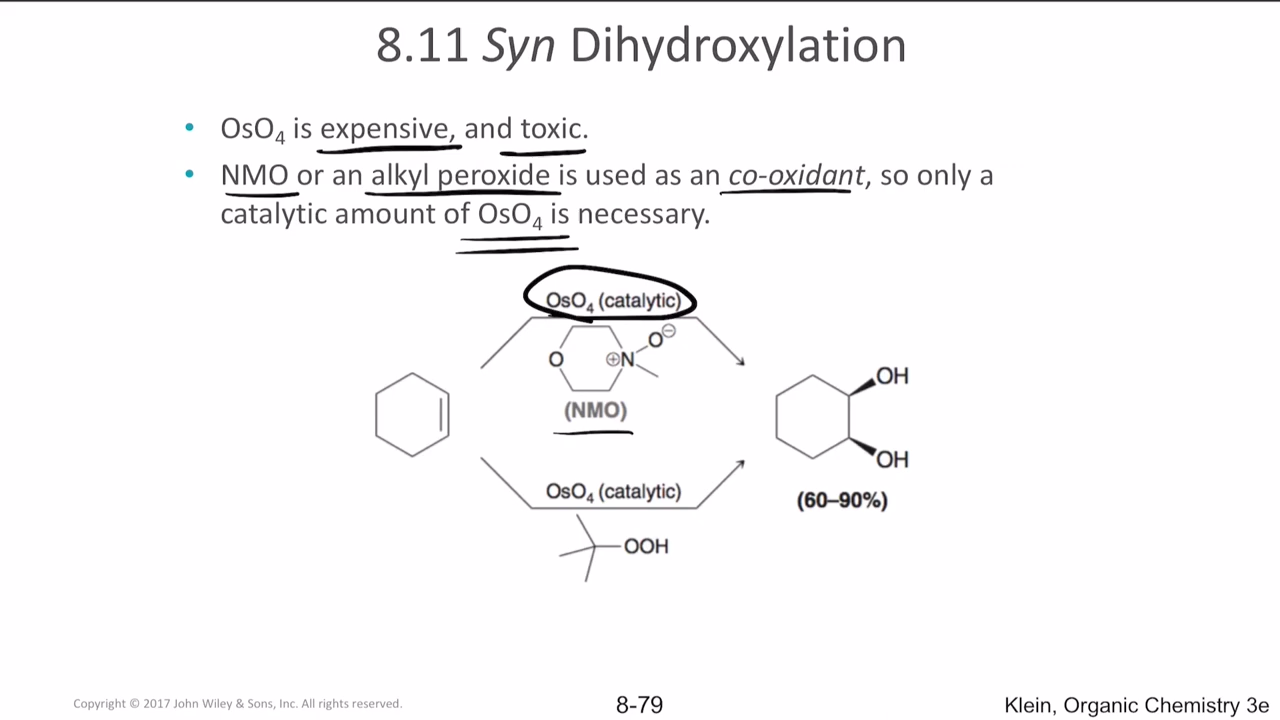 8.11 Syn Dihydroxylation
• OsO₄ is expensive, and toxic.
• NMO or an alkyl peroxide is used as an co-oxidant, so only a
catalytic amount of OsO₄ is necessary.
OsO₄ (catalytic)
O
⊕N
O⊖
(NMO)
OH
OH
(60–90%)
OsO₄ (catalytic)
OOH
Copyright © 2017 John Wiley & Sons, Inc. All rights reserved.
8-79
Klein, Organic Chemistry 3e